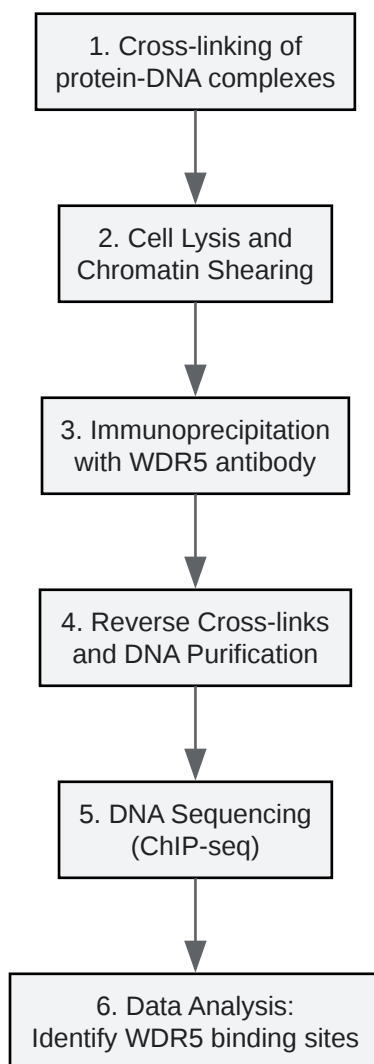 1. Cross-linking of
protein-DNA complexes
2. Cell Lysis and
Chromatin Shearing
3. Immunoprecipitation
with WDR5 antibody
4. Reverse Cross-links
and DNA Purification
5. DNA Sequencing
(ChIP-seq)
6. Data Analysis:
Identify WDR5 binding sites